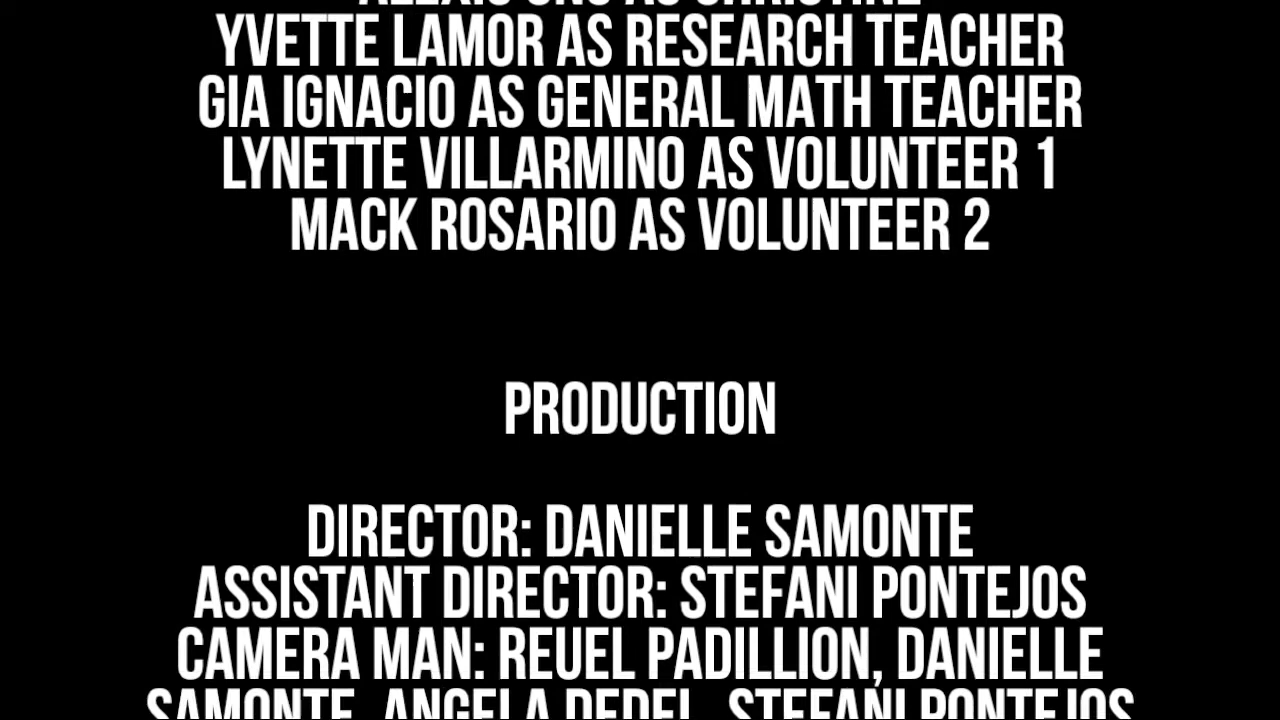 AS CHRISTINE
YVETTE LAMOR AS RESEARCH TEACHER
GIA IGNACIO AS GENERAL MATH TEACHER
LYNETTE VILLARMINO AS VOLUNTEER 1
MACK ROSARIO AS VOLUNTEER 2
PRODUCTION
DIRECTOR: DANIELLE SAMONTE
ASSISTANT DIRECTOR: STEFANI PONTEJOS
CAMERA MAN: REUEL PADILLION, DANIELLE
SAMONTE, ANGELA DEDEL, STEFANI PONTEJOS